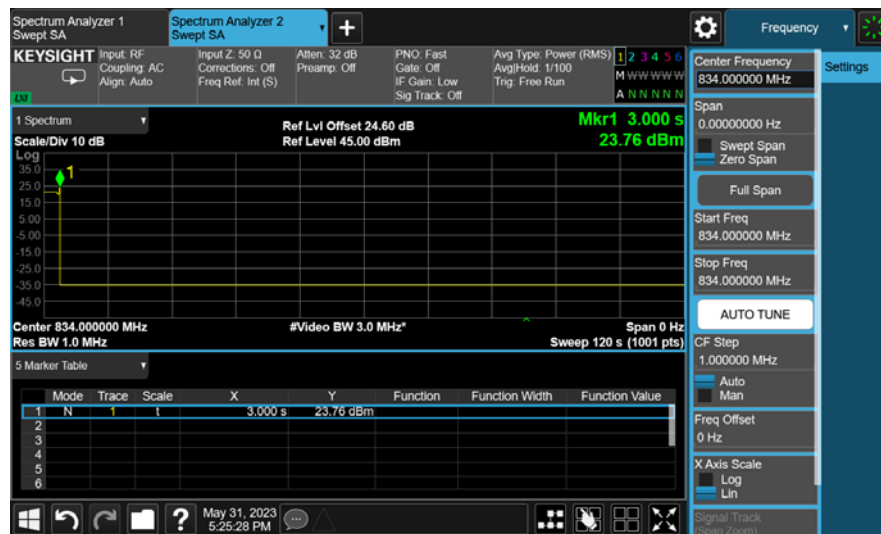 Spectrum Analyzer 1
Swept SA
Spectrum Analyzer 2
Swept SA
+
Frequency
KEYSIGHT
Input: RF
Coupling: AC
Align: Auto
Input Z: 50 Ω
Corrections: Off
Freq Ref: Int (S)
Atten: 32 dB
Preamp: Off
PNO: Fast
Gate: Off
IF Gain: Low
Sig Track: Off
Avg Type: Power (RMS)
Avg|Hold: 1/100
Trig: Free Run
1 2 3 4 5 6
M W W W W W
A N N N N N
LXI
Center Frequency
834.000000 MHz
Settings
Span
0.00000000 Hz
Swept Span
Zero Span
Full Span
Start Freq
834.000000 MHz
Stop Freq
834.000000 MHz
AUTO TUNE
CF Step
1.000000 MHz
Auto
Man
Freq Offset
0 Hz
X Axis Scale
Log
Lin
Signal Track
(Span Zoom)
1 Spectrum
Scale/Div 10 dB
Ref Lvl Offset 24.60 dB
Ref Level 45.00 dBm
Mkr1 3.000 s
23.76 dBm
Log
35.0
25.0
15.0
5.00
-5.00
-15.0
-25.0
-35.0
-45.0
1
Center 834.000000 MHz
Res BW 1.0 MHz
#Video BW 3.0 MHz*
Span 0 Hz
Sweep 120 s (1001 pts)
5 Marker Table
Mode Trace Scale X Y Function Function Width Function Value
1 N 1 t 3.000 s 23.76 dBm
2
3
4
5
6
?
May 31, 2023
5:25:28 PM